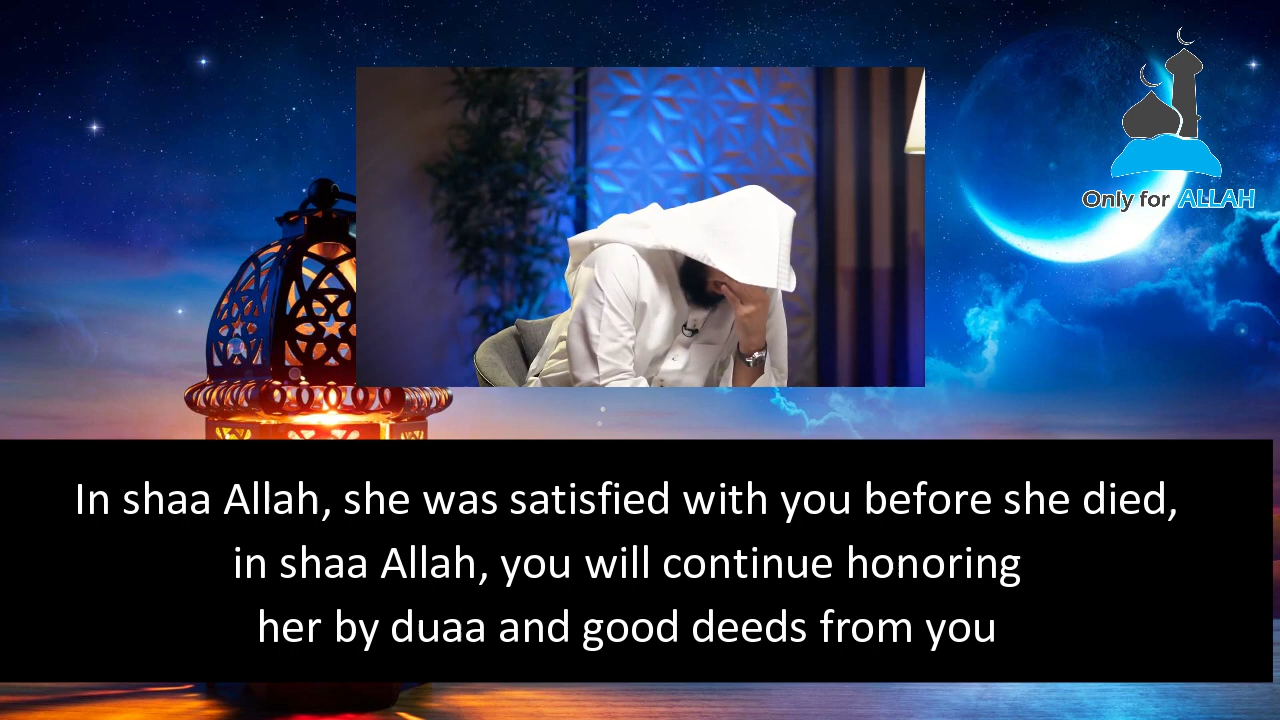 Only for ALLAH
In shaa Allah, she was satisfied with you before she died,
in shaa Allah, you will continue honoring
her by duaa and good deeds from you